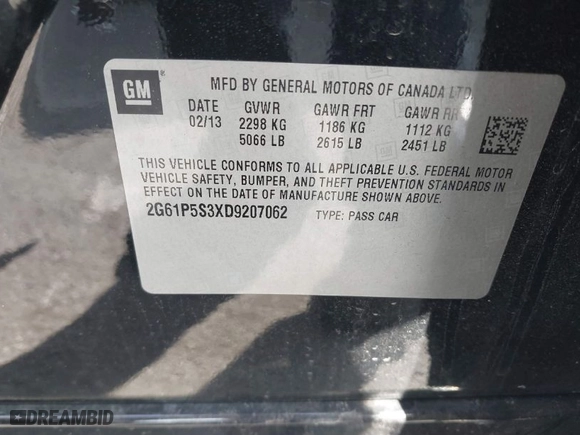 GM
MFD BY GENERAL MOTORS OF CANADA LTD
DATE GVWR GAWR FRT GAWR RR
02/13 2298 KG 1186 KG 1112 KG
5066 LB 2615 LB 2451 LB
THIS VEHICLE CONFORMS TO ALL APPLICABLE U.S. FEDERAL MOTOR
VEHICLE SAFETY, BUMPER, AND THEFT PREVENTION STANDARDS IN
EFFECT ON THE DATE OF MANUFACTURE SHOWN ABOVE.
2G61P5S3XD9207062 TYPE: PASS CAR
DREAMBID